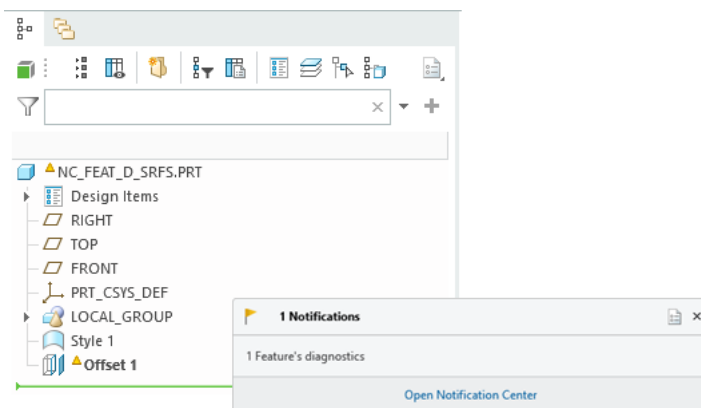 NC_FEAT_D_SRFS.PRT
Design Items
RIGHT
TOP
FRONT
PRT_CSYS_DEF
LOCAL_GROUP
Style 1
Offset 1
1 Notifications
1 Feature's diagnostics
Open Notification Center